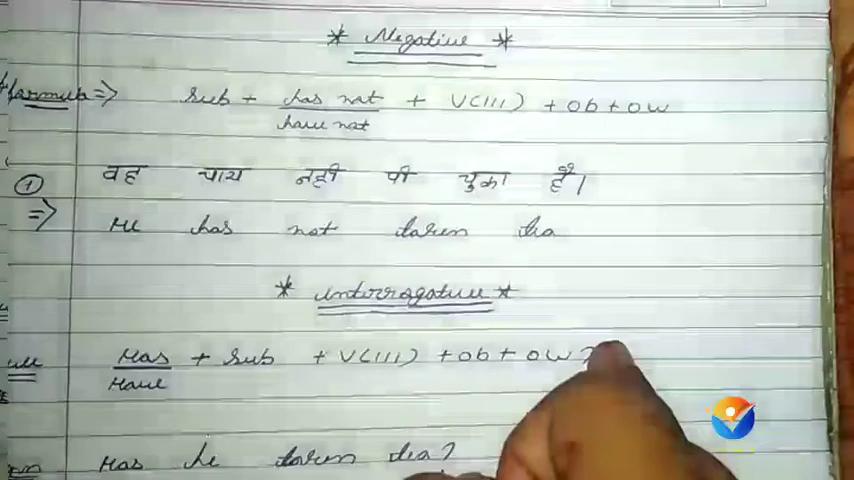 * Negative *
formula => Sub + has not + V(III) + Ob + OW
have not
① वह चाय नही पी चुका है।
=> He has not taken tea
* interrogative *
Has + Sub + V(III) + Ob + OW ?
Have
Has he taken tea?